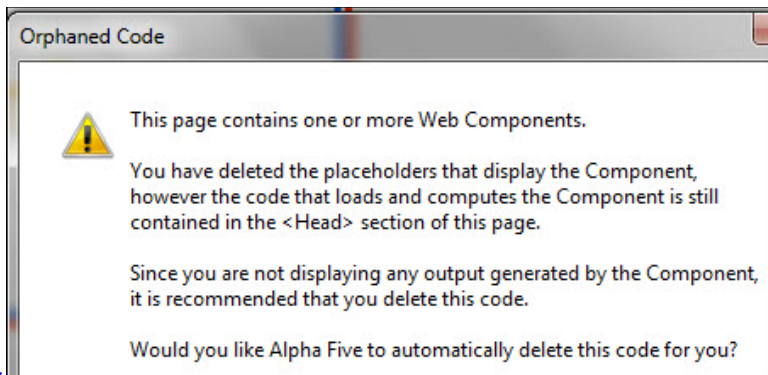 Orphaned Code
This page contains one or more Web Components.
You have deleted the placeholders that display the Component,
however the code that loads and computes the Component is still
contained in the <Head> section of this page.
Since you are not displaying any output generated by the Component,
it is recommended that you delete this code.
Would you like Alpha Five to automatically delete this code for you?